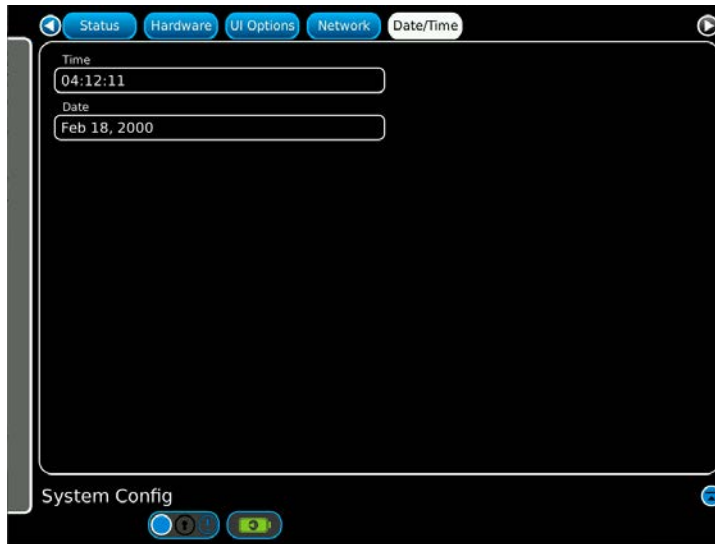 Status Hardware UI Options Network Date/Time
Time
04:12:11
Date
Feb 18, 2000
System Config